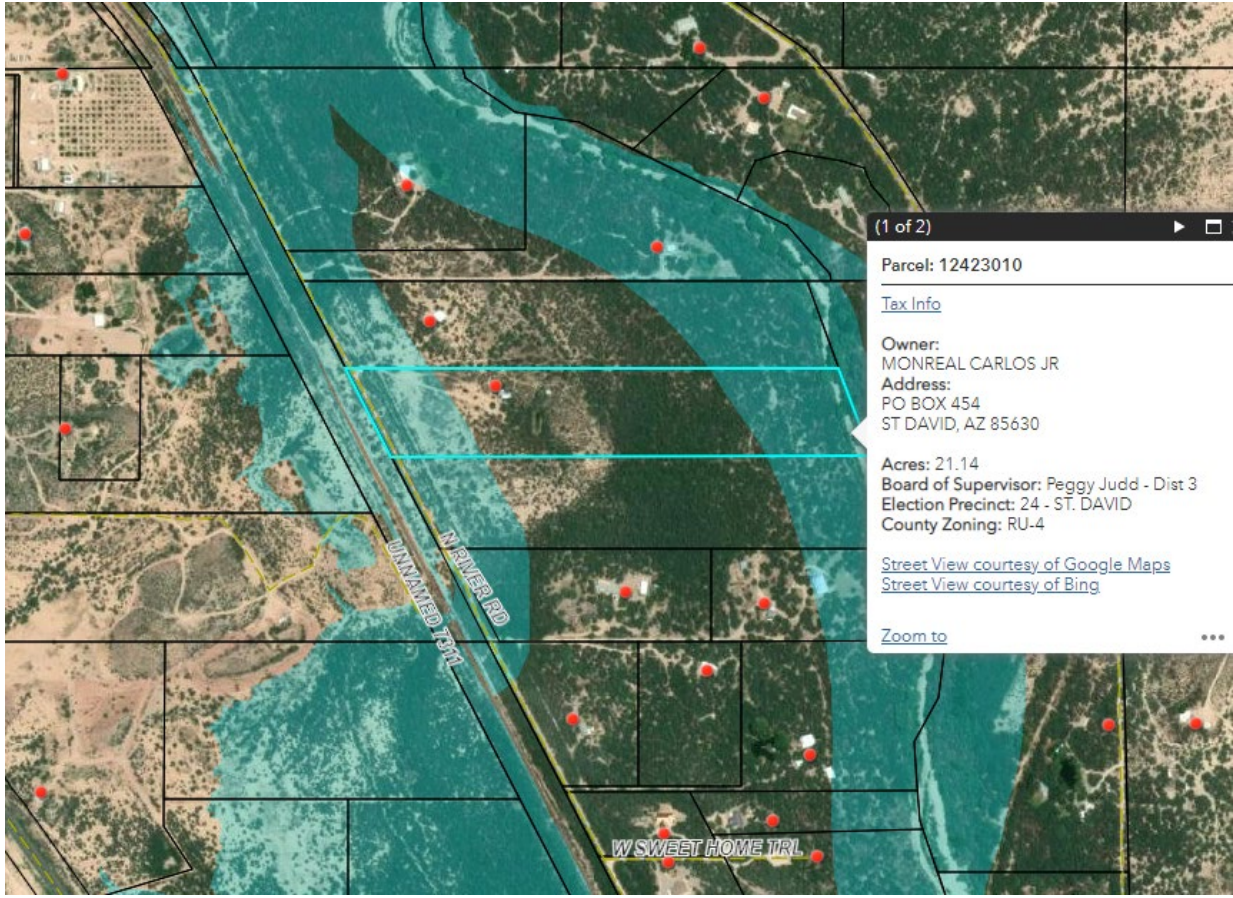 (1 of 2)
Parcel: 12423010
Tax Info
Owner:
MONREAL CARLOS JR
Address:
PO BOX 454
ST DAVID, AZ 85630
Acres: 21.14
Board of Supervisor: Peggy Judd - Dist 3
Election Precinct: 24 - ST. DAVID
County Zoning: RU-4
Street View courtesy of Google Maps
Street View courtesy of Bing
Zoom to
N RIVER RD
UNNAMED 7311
W SWEET HOME TRL